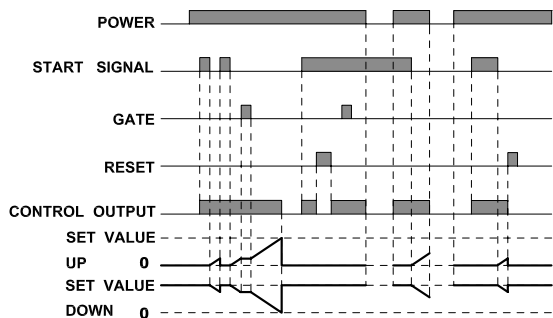 POWER
START SIGNAL
GATE
RESET
CONTROL OUTPUT
SET VALUE
UP 0
SET VALUE
DOWN 0